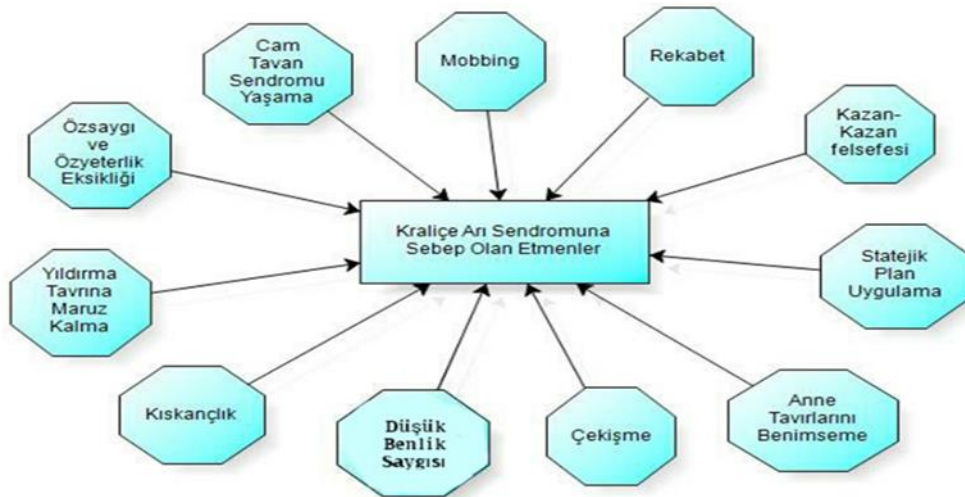 Cam
Tavan
Sendromu
Yaşama
Mobbing
Rekabet
Kazan-
Kazan
felsefesi
Özsaygı
ve
Özyeterlik
Eksikliği
Kraliçe Arı Sendromuna
Sebep Olan Etmenler
Yıldırma
Tavrına
Maruz
Kalma
Statejik
Plan
Uygulama
Kıskançlık
Düşük
Benlik
Saygısı
Çekişme
Anne
Tavırlarını
Benimseme